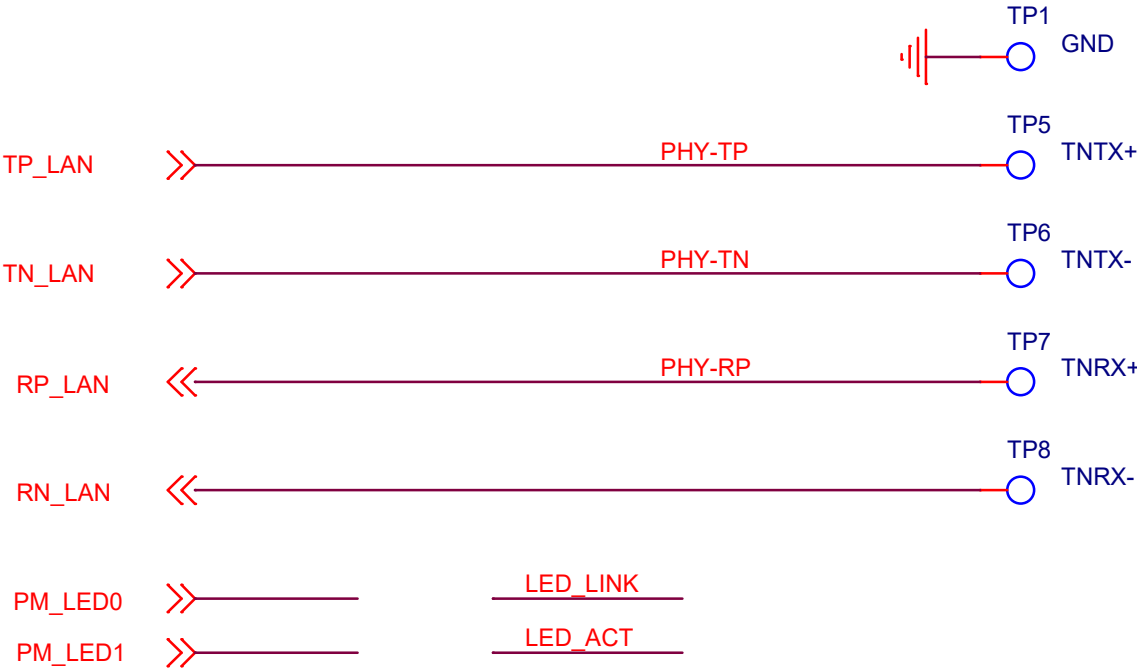 TP1
GND
TP5
TP_LAN PHY-TP TNTX+
TP6
TN_LAN PHY-TN TNTX-
TP7
RP_LAN PHY-RP TNRX+
TP8
RN_LAN TNRX-
PM_LED0 LED_LINK
PM_LED1 LED_ACT